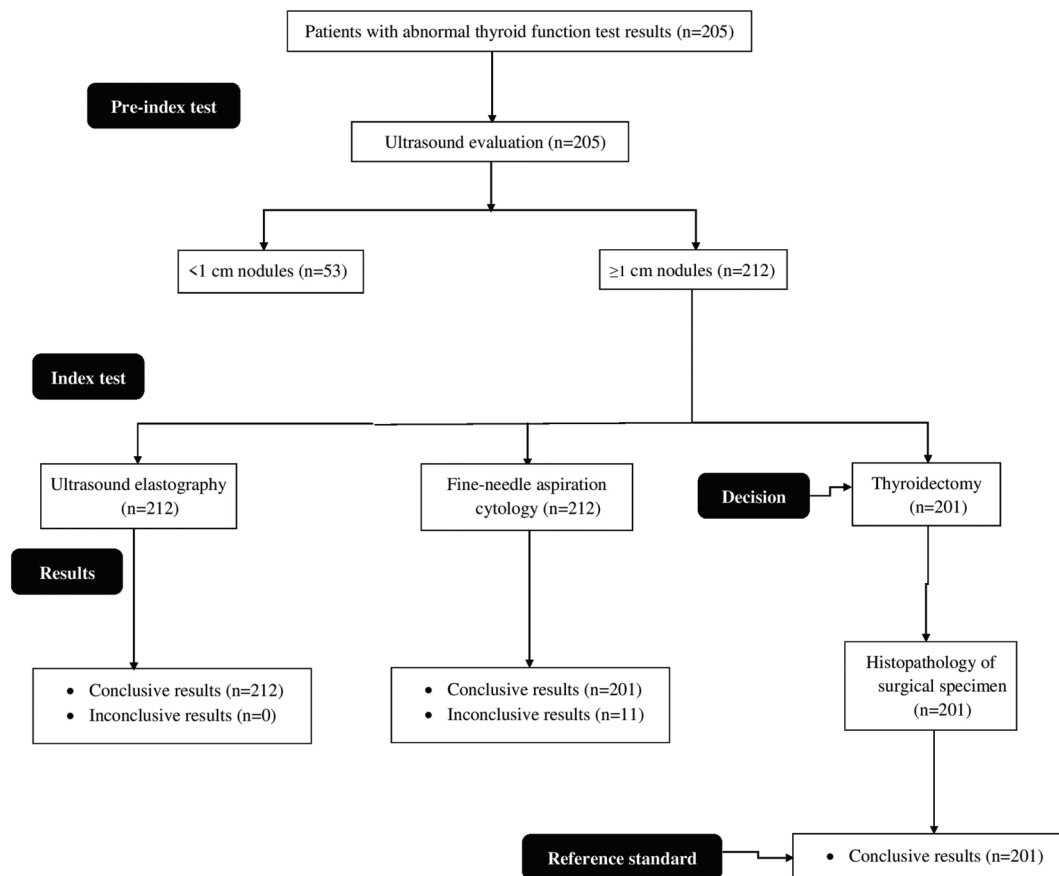 Patients with abnormal thyroid function test results (n=205)
Pre-index test
Ultrasound evaluation (n=205)
<1 cm nodules (n=53)
≥1 cm nodules (n=212)
Index test
Ultrasound elastography
(n=212)
Fine-needle aspiration
cytology (n=212)
Decision
Thyroidectomy
(n=201)
Results
Histopathology of
surgical specimen
(n=201)
• Conclusive results (n=212)
• Inconclusive results (n=0)
• Conclusive results (n=201)
• Inconclusive results (n=11)
Reference standard
• Conclusive results (n=201)